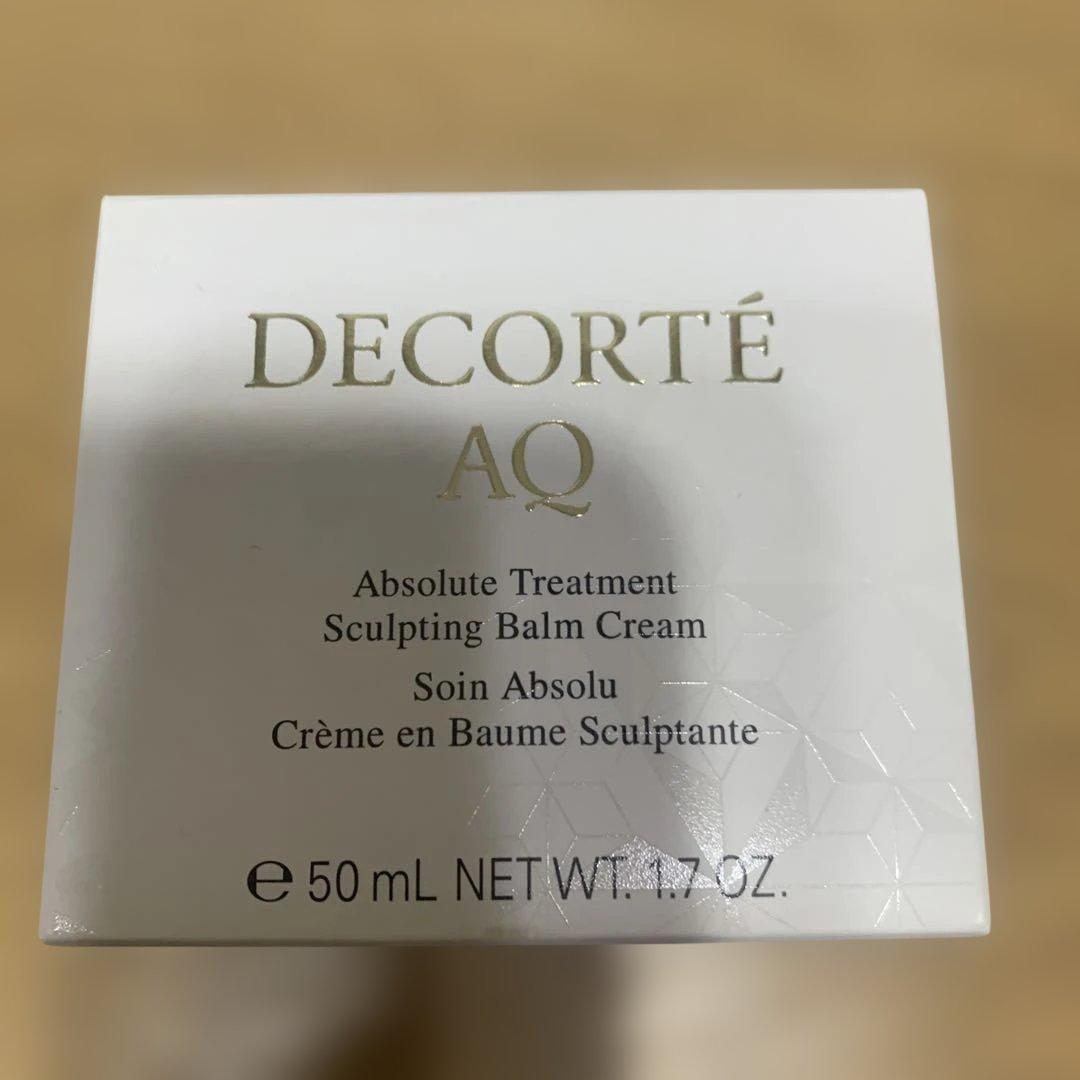 DECORTÉ
AQ
Absolute Treatment
Sculpting Balm Cream
Soin Absolu
Crème en Baume Sculptante
℮ 50 mL NET WT. 1.7 OZ.